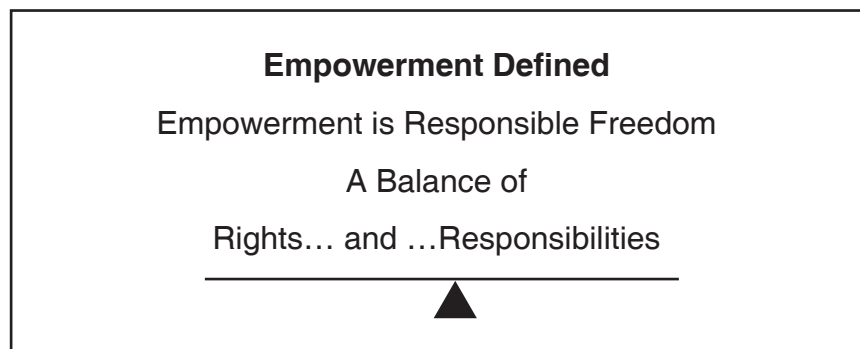 Empowerment Defined
Empowerment is Responsible Freedom
A Balance of
Rights… and …Responsibilities